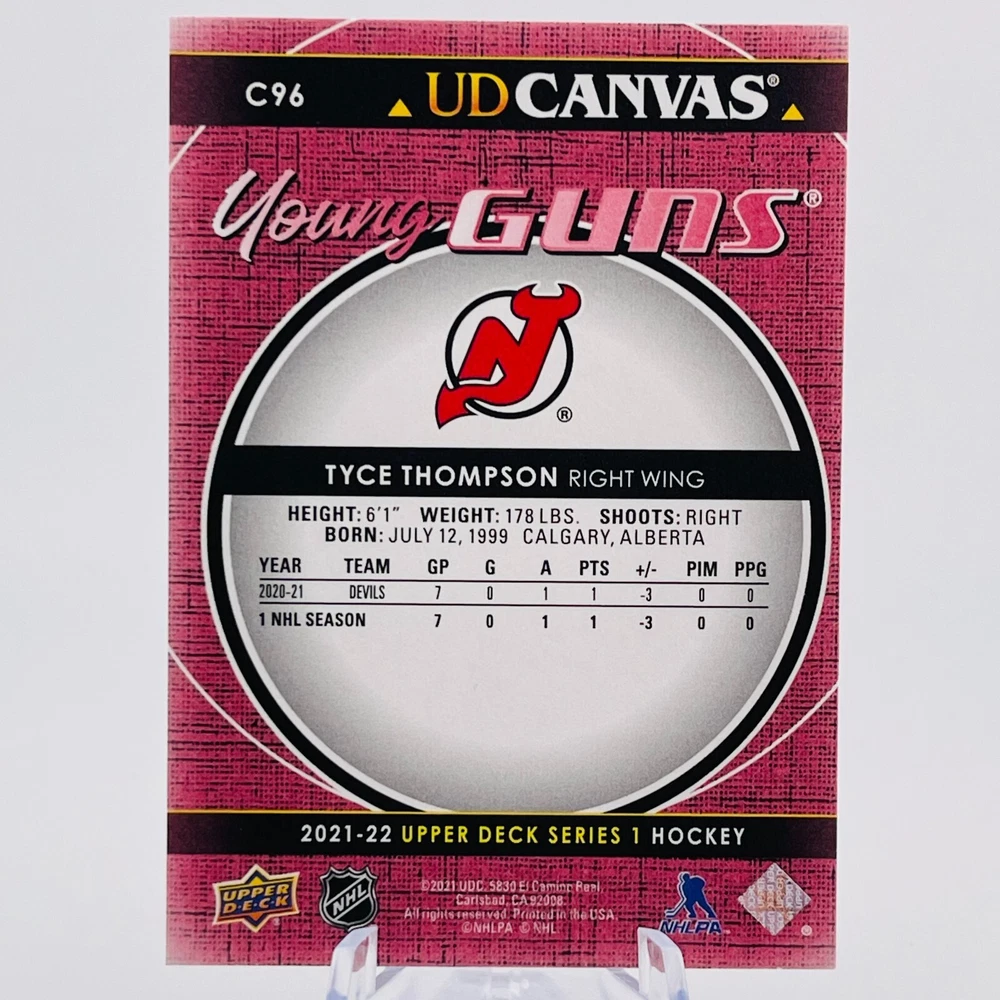 C96 UD CANVAS®
Young GUNS®
NJ ®
TYCE THOMPSON RIGHT WING
HEIGHT: 6'1" WEIGHT: 178 LBS. SHOOTS: RIGHT
BORN: JULY 12, 1999 CALGARY, ALBERTA
YEAR TEAM GP G A PTS +/- PIM PPG
2020-21 DEVILS 7 0 1 1 -3 0 0
1 NHL SEASON 7 0 1 1 -3 0 0
2021-22 UPPER DECK SERIES 1 HOCKEY
UPPER DECK
NHL
©2021 UDC. 5830 El Camino Real,
Carlsbad, CA 92008.
All rights reserved. Printed in the USA.
©NHLPA © NHL
NHLPA